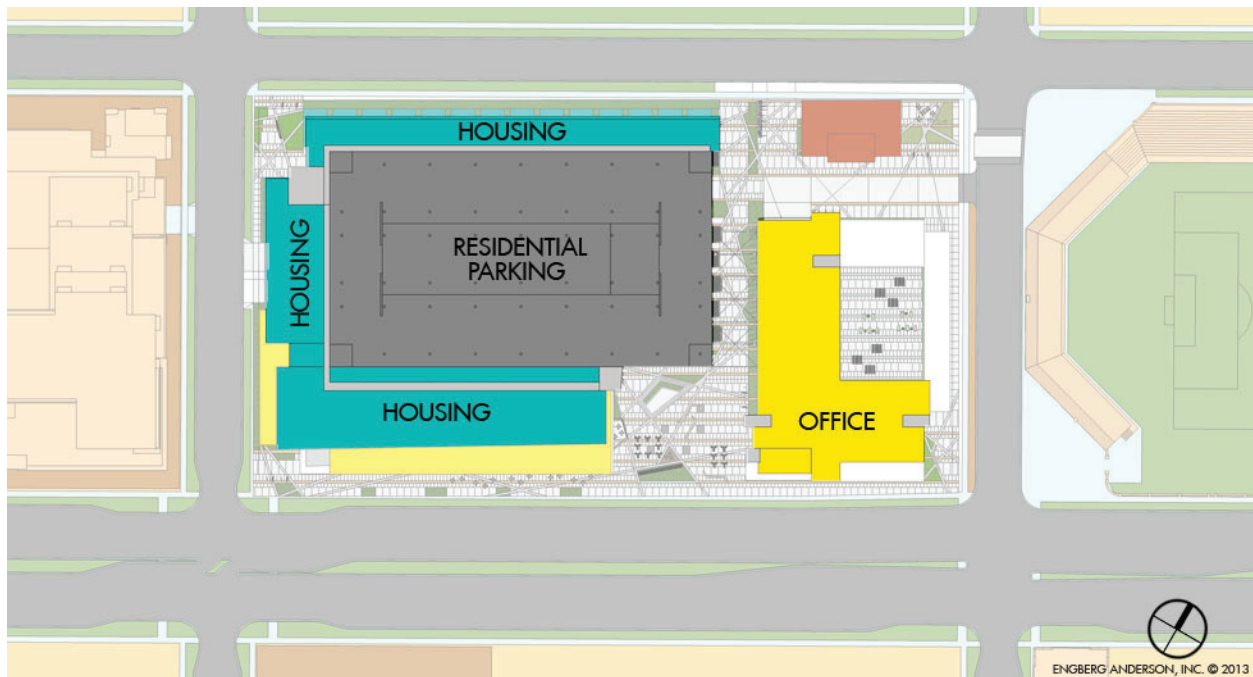 HOUSING
HOUSING
RESIDENTIAL
PARKING
HOUSING
OFFICE
ENGBERG ANDERSON, INC. © 2013